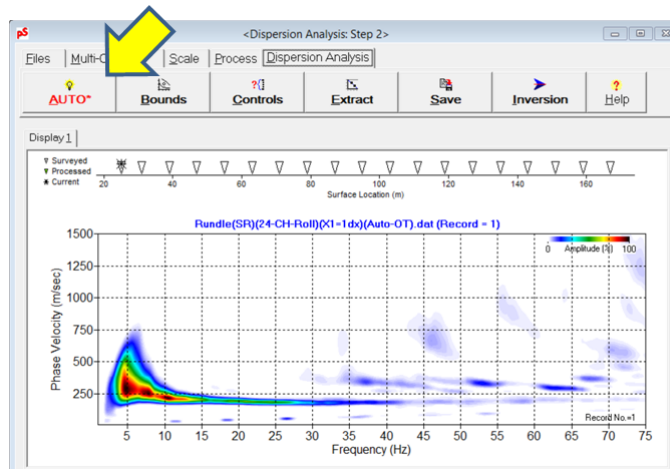 pS <Dispersion Analysis: Step 2>
Files Scale Process Dispersion Analysis
AUTO* Bounds Controls Extract Save Inversion Help
Display 1
Surveyed
Processed
Current
20 40 60 80 100 120 140 160
Surface Location (m)
Rundle(SR)(24-CH-Roll)(X1=1dx)(Auto-OT).dat (Record = 1)
0 Amplitude (%) 100
1500
1250
1000
750
500
250
Phase Velocity (m/sec)
Record No.=1
5 10 15 20 25 30 35 40 45 50 55 60 65 70 75
Frequency (Hz)